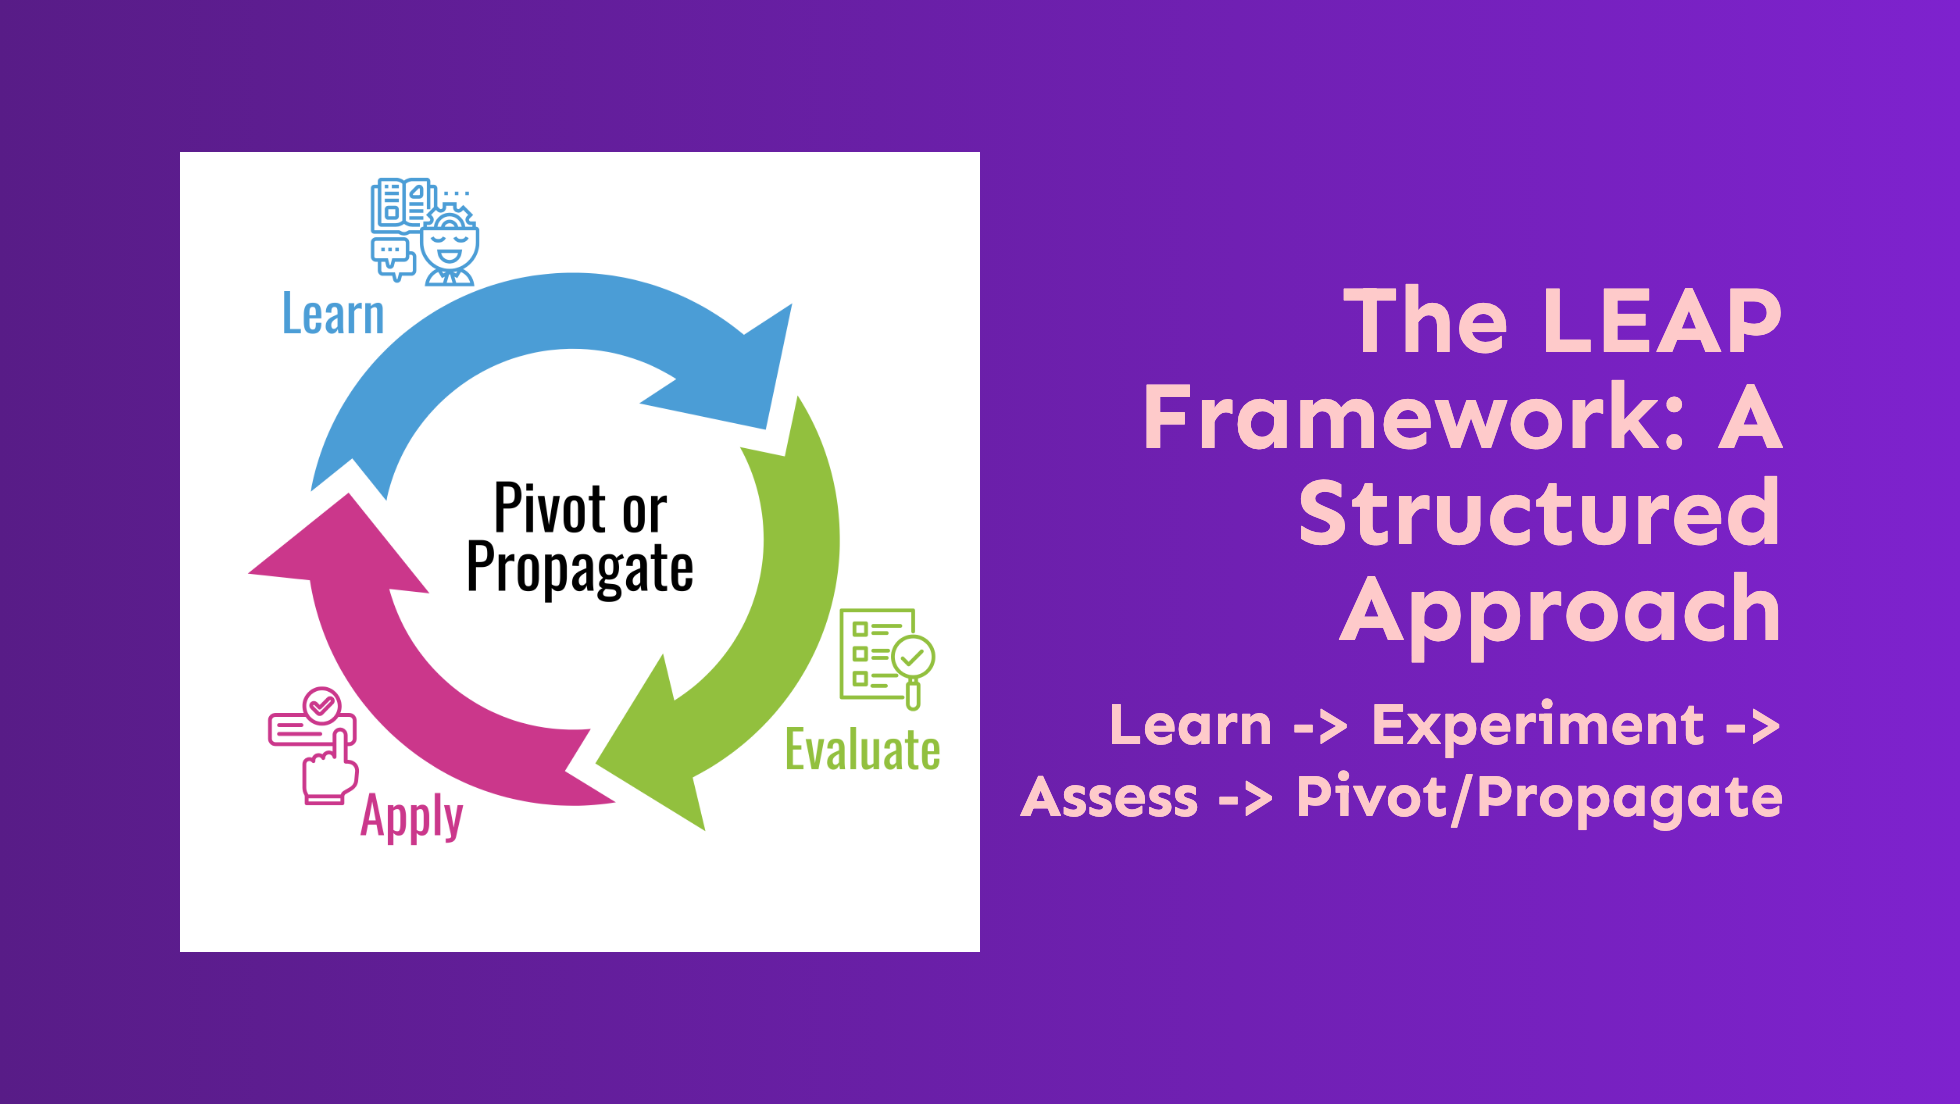 Learn
Pivot or
Propagate
Evaluate
Apply
The LEAP
Framework: A
Structured
Approach
Learn -> Experiment ->
Assess -> Pivot/Propagate